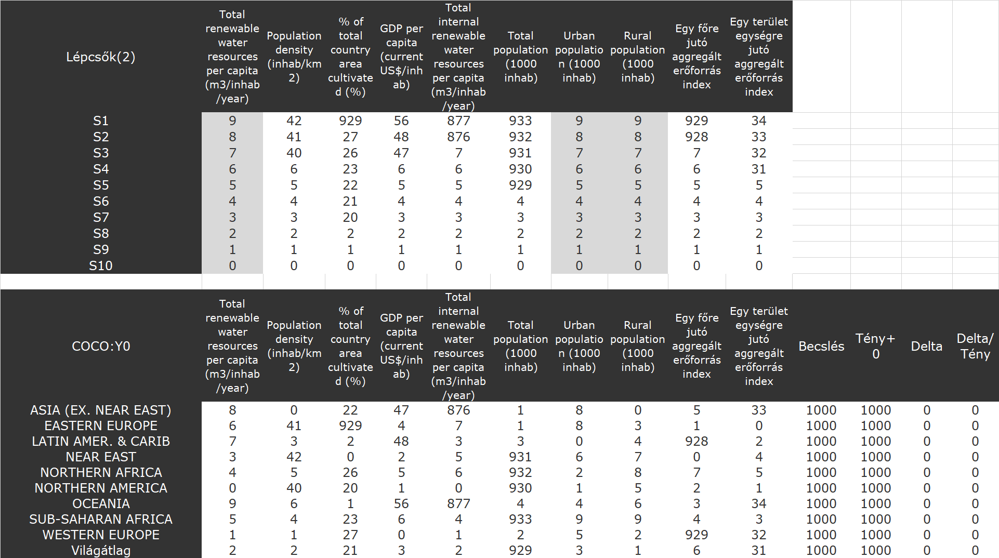 Lépcsők(2) Total renewable water resources per capita (m3/inhab/year) Population density (inhab/km2) % of total country area cultivated (%) GDP per capita (current US$/inhab) Total internal renewable water resources per capita (m3/inhab/year) Total population (1000 inhab) Urban population (1000 inhab) Rural population (1000 inhab) Egy főre jutó aggregált erőforrás index Egy terület egységre jutó aggregált erőforrás index
S1 9 42 929 56 877 933 9 9 929 34
S2 8 41 27 48 876 932 8 8 928 33
S3 7 40 26 47 7 931 7 7 7 32
S4 6 6 23 6 6 930 6 6 6 31
S5 5 5 22 5 5 929 5 5 5 5
S6 4 4 21 4 4 4 4 4 4 4
S7 3 3 20 3 3 3 3 3 3 3
S8 2 2 2 2 2 2 2 2 2 2
S9 1 1 1 1 1 1 1 1 1 1
S10 0 0 0 0 0 0 0 0 0 0
COCO:Y0 Total renewable water resources per capita (m3/inhab/year) Population density (inhab/km2) % of total country area cultivated (%) GDP per capita (current US$/inhab) Total internal renewable water resources per capita (m3/inhab/year) Total population (1000 inhab) Urban population (1000 inhab) Rural population (1000 inhab) Egy főre jutó aggregált erőforrás index Egy terület egységre jutó aggregált erőforrás index Becslés Tény+0 Delta Delta/Tény
ASIA (EX. NEAR EAST) 8 0 22 47 876 1 8 0 5 33 1000 1000 0 0
EASTERN EUROPE 6 41 929 4 7 1 8 3 1 0 1000 1000 0 0
LATIN AMER. & CARIB 7 3 2 48 3 3 0 4 928 2 1000 1000 0 0
NEAR EAST 3 42 0 2 5 931 6 7 0 4 1000 1000 0 0
NORTHERN AFRICA 4 5 26 5 6 932 2 8 7 5 1000 1000 0 0
NORTHERN AMERICA 0 40 20 1 0 930 1 5 2 1 1000 1000 0 0
OCEANIA 9 6 1 56 877 4 4 6 3 34 1000 1000 0 0
SUB-SAHARAN AFRICA 5 4 23 6 4 933 9 9 4 3 1000 1000 0 0
WESTERN EUROPE 1 1 27 0 1 2 5 2 929 32 1000 1000 0 0
Világátlag 2 2 21 3 2 929 3 1 6 31 1000 1000 0 0